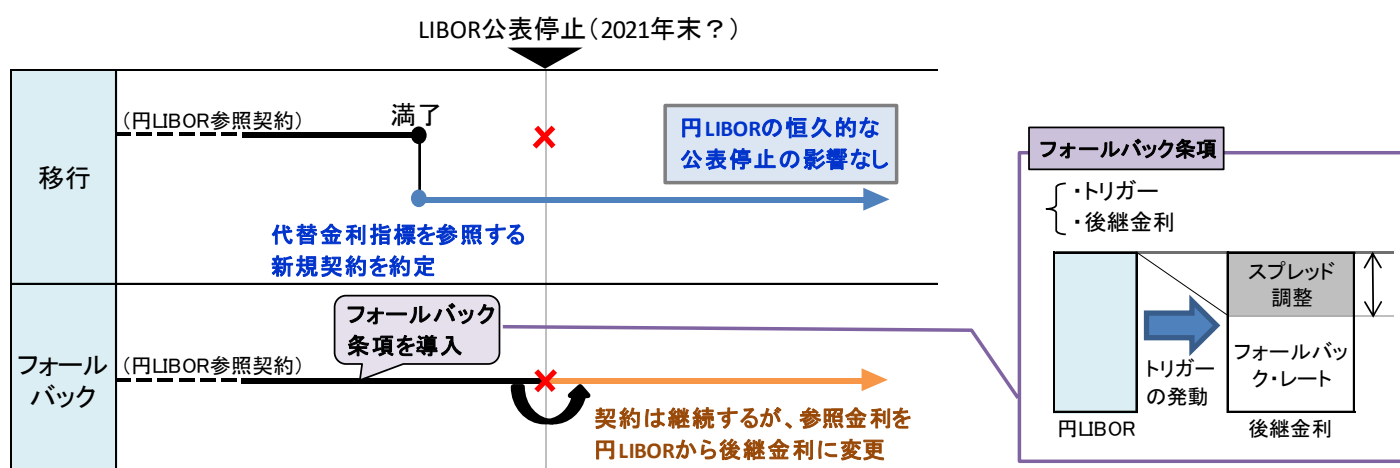 LIBOR公表停止(2021年末？)
移行
(円LIBOR参照契約)
満了
円LIBORの恒久的な
公表停止の影響なし
代替金利指標を参照する
新規契約を約定
フォール
バック
(円LIBOR参照契約)
フォールバック
条項を導入
契約は継続するが、参照金利を
円LIBORから後継金利に変更
フォールバック条項
・トリガー
・後継金利
スプレッド
調整
トリガー
の発動
フォールバッ
ク・レート
円LIBOR
後継金利